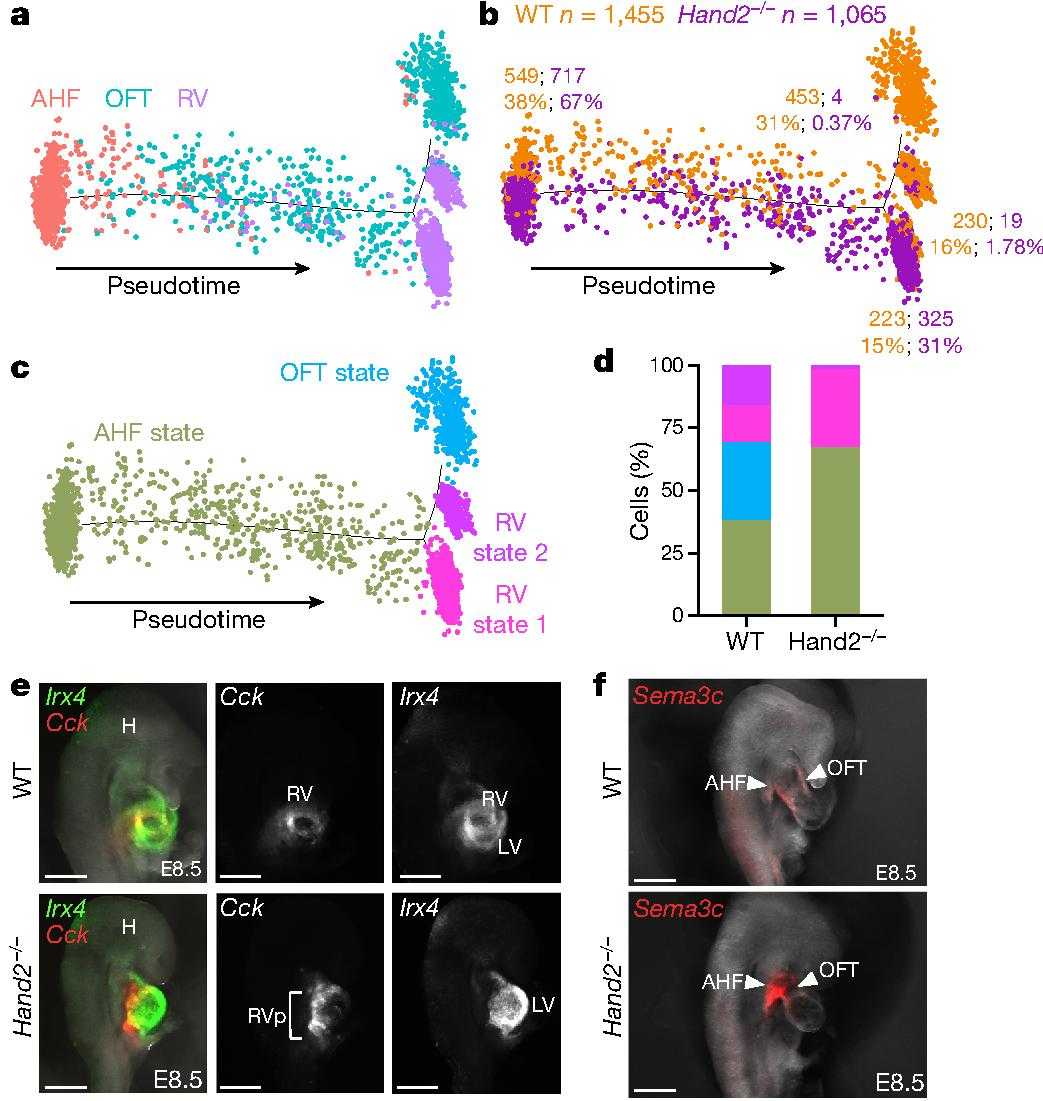 a
AHF OFT RV
Pseudotime
b
WT n = 1,455 Hand2−/− n = 1,065
549; 717
38%; 67%
453; 4
31%; 0.37%
230; 19
16%; 1.78%
223; 325
15%; 31%
Pseudotime
c
OFT state
AHF state
RV
state 2
RV
state 1
Pseudotime
d
100
75
50
25
0
Cells (%)
WT Hand2−/−
e
WT
Irx4
Cck
H
E8.5
Cck
RV
Irx4
RV
LV
Hand2−/−
Irx4
Cck
H
E8.5
Cck
RVp
Irx4
LV
f
WT
Sema3c
AHF
OFT
E8.5
Hand2−/−
Sema3c
AHF
OFT
E8.5